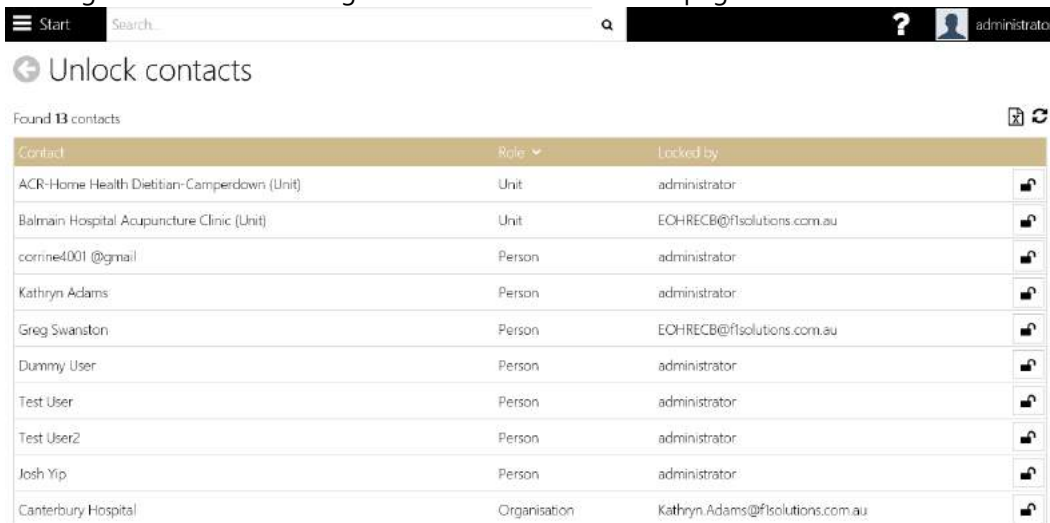 Start Search... ? administrato
Unlock contacts
Found 13 contacts
Contact Role Locked by
ACR-Home Health Dietitian-Camperdown (Unit) Unit administrator
Balmain Hospital Acupuncture Clinic (Unit) Unit EOHRECB@f1solutions.com.au
corrine4001 @gmail Person administrator
Kathryn Adams Person administrator
Greg Swanston Person EOHRECB@f1solutions.com.au
Dummy User Person administrator
Test User Person administrator
Test User2 Person administrator
Josh Yip Person administrator
Canterbury Hospital Organisation Kathryn.Adams@f1solutions.com.au